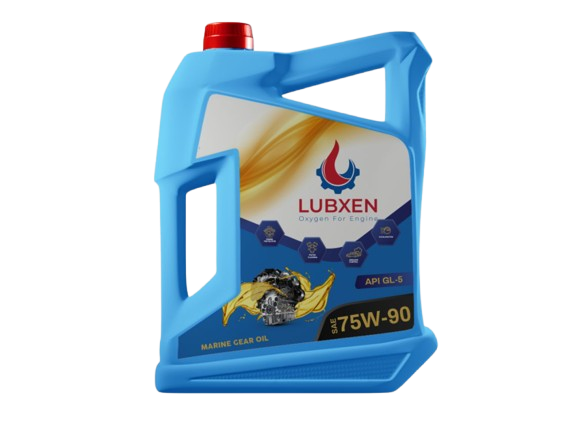 LUBXEN
Oxygen For Engine
API GL-5
SAE 75W-90
MARINE GEAR OIL